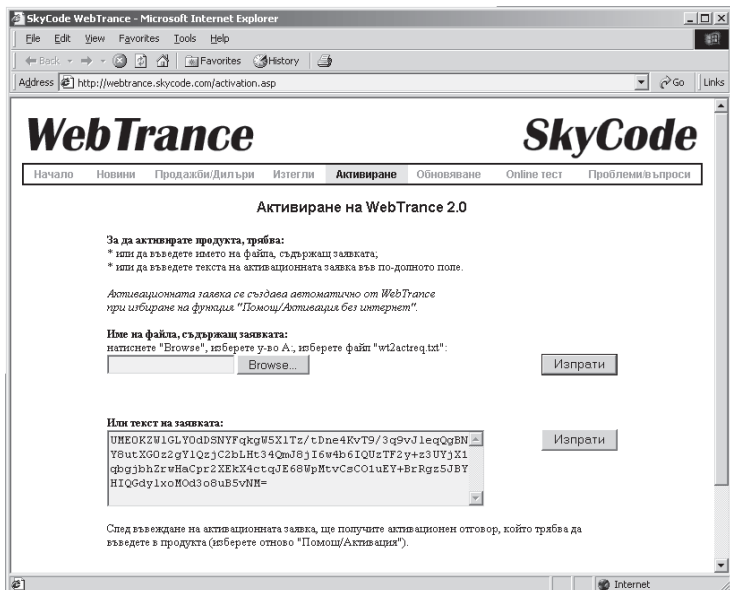 SkyCode WebTrance - Microsoft Internet Explorer
File Edit View Favorites Tools Help
Back Favorites History
Address http://webtrance.skycode.com/activation.asp Go Links
WebTrance SkyCode
Начало Новини Продажби/Дилъри Изтегли Активиране Обновяване Online тест Проблеми/въпроси
Активиране на WebTrance 2.0
За да активирате продукта, трябва:
* или да въведете името на файла, съдържащ заявката;
* или да въведете текста на активационната заявка във по-долното поле.
Активационната заявка се създава автоматично от WebTrance
при избиране на функция "Помощ/Активация без интернет".
Име на файла, съдържащ заявката:
натиснете "Browse", изберете у-во A:, изберете файл "wt2actreq.txt":
Browse... Изпрати
Или текст на заявката:
UMEOKZW1GLYOdDSNYFqkgW5X1Tz/tDne4KvT9/3q9vJ1eqQgBN
Y8utXGOz2gY1QzjC2bLHt34QmJ8jI6w4b6IQUzTF2y+z3UYjX1
qbgjbhZrwHaCpr2XEkX4ctqJE68WpMtvCsCO1uEY+BrRgz5JBY
HIQGdy1xoMOd3o8uB5vNM=
Изпрати
След въвеждане на активационната заявка, ще получите активационен отговор, който трябва да
въведете в продукта (изберете отново "Помощ/Активация").
Internet